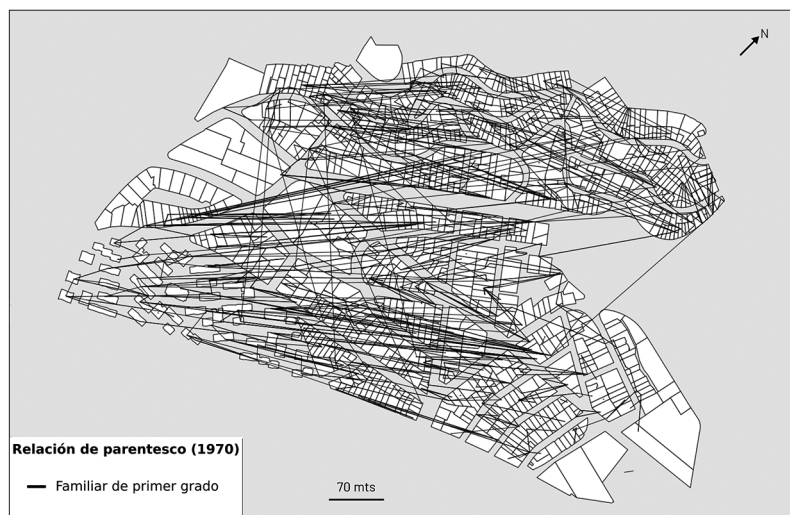 N
Relación de parentesco (1970)
Familiar de primer grado
70 mts